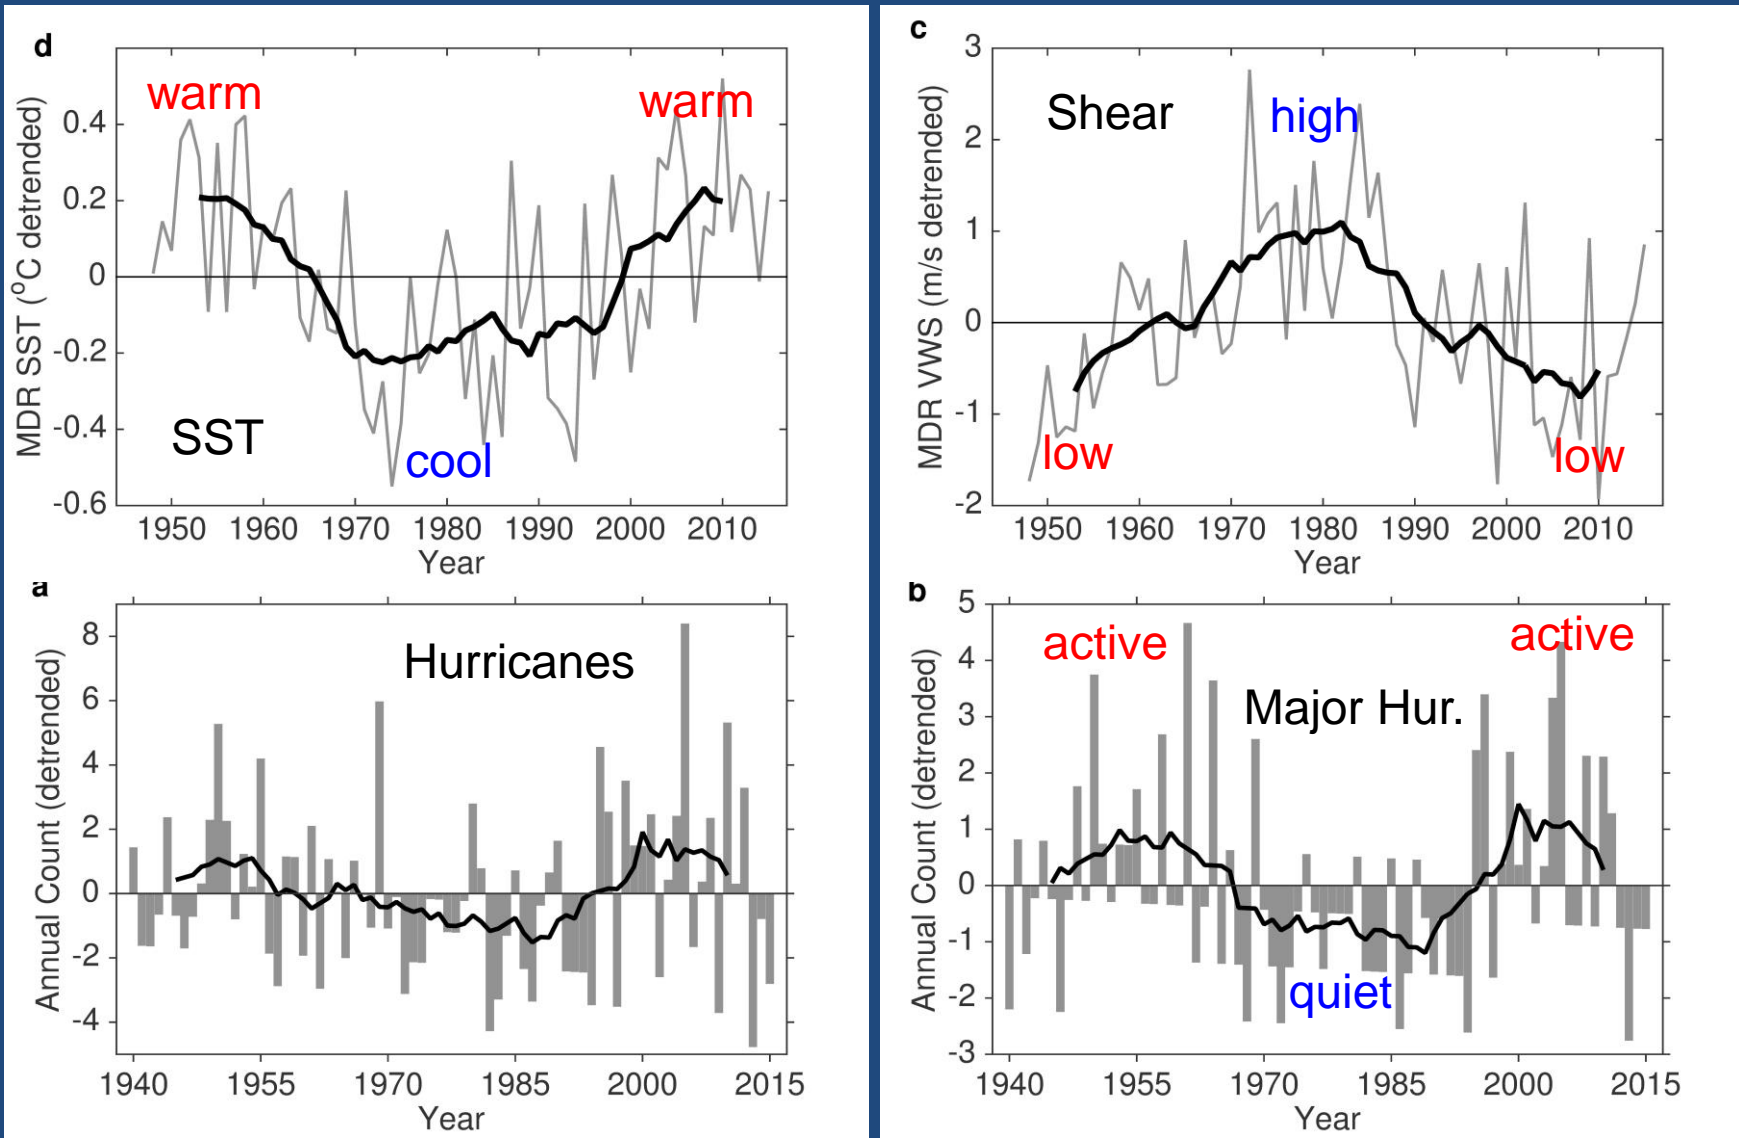 d
warm
warm
0.4
0.2
0
-0.2
-0.4
-0.6
MDR SST (°C detrended)
SST
cool
1950 1960 1970 1980 1990 2000 2010
Year
c
3
2
1
0
-1
-2
MDR VWS (m/s detrended)
Shear
high
low
low
1950 1960 1970 1980 1990 2000 2010
Year
a
8
6
4
2
0
-2
-4
Annual Count (detrended)
Hurricanes
1940 1955 1970 1985 2000 2015
Year
b
5
4
3
2
1
0
-1
-2
-3
Annual Count (detrended)
active
active
Major Hur.
quiet
1940 1955 1970 1985 2000 2015
Year